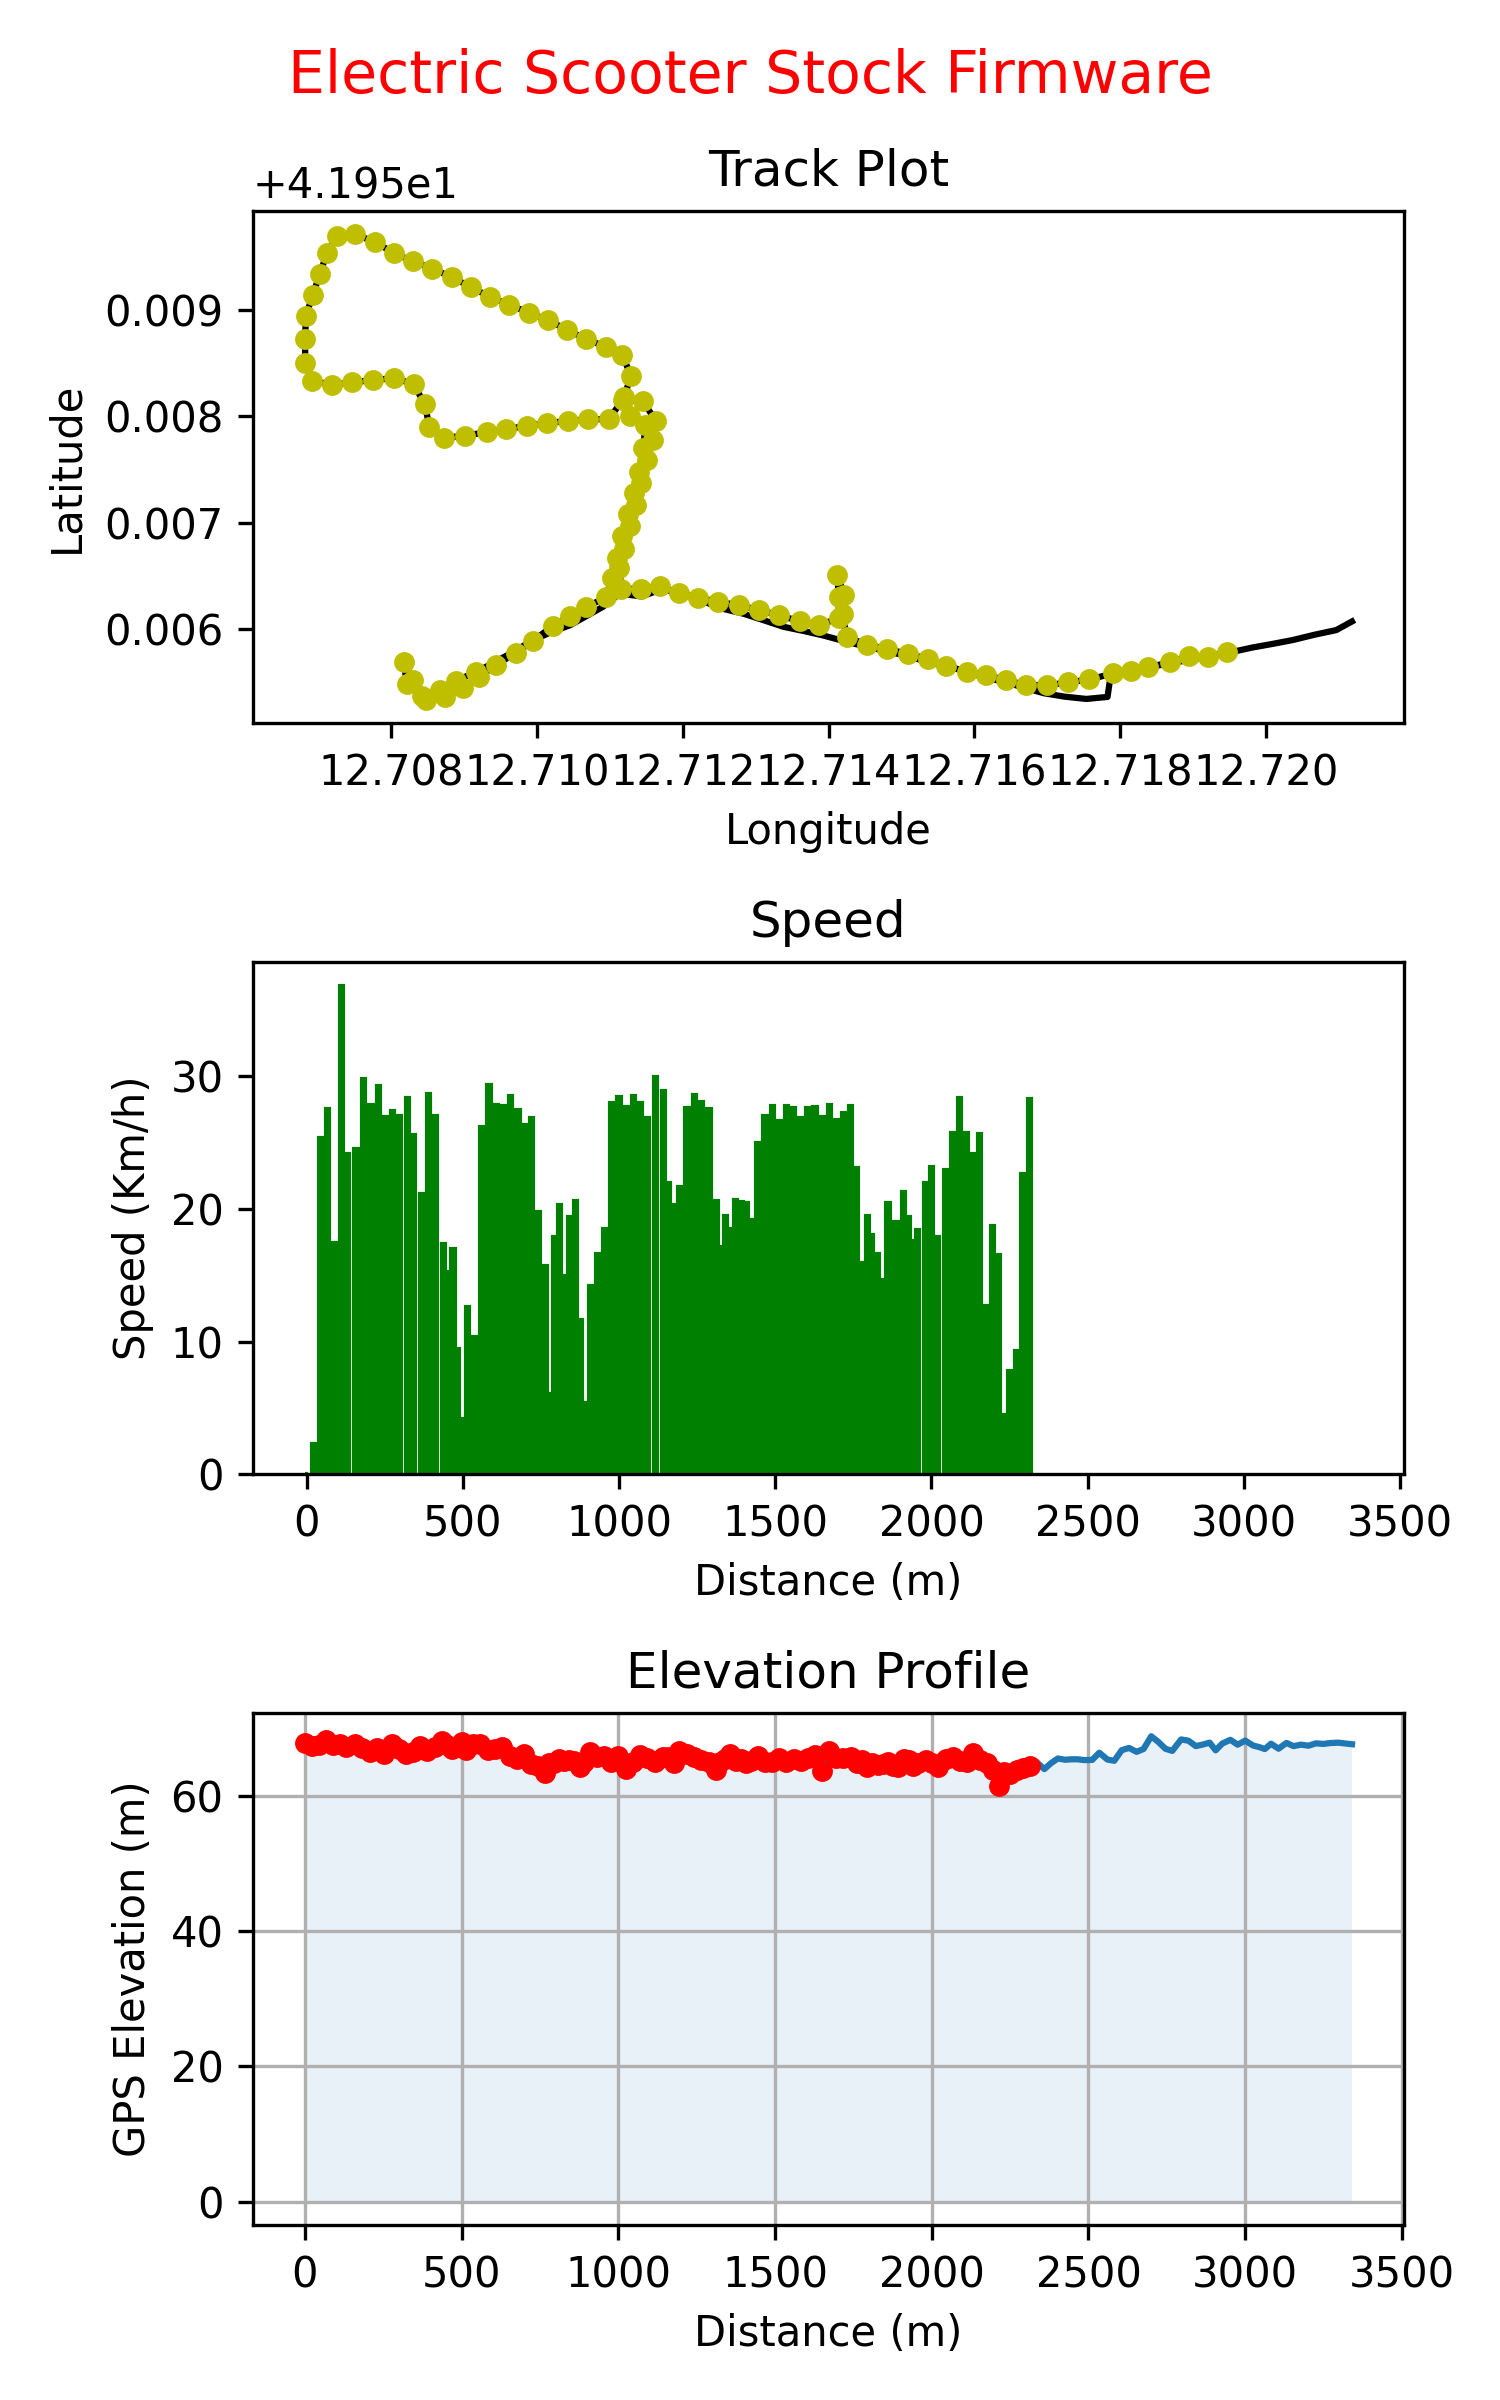 Electric Scooter Stock Firmware
Track Plot
+4.195e1
0.009
0.008
0.007
0.006
Latitude
12.708 12.710 12.712 12.714 12.716 12.718 12.720
Longitude
Speed
30
20
10
0
Speed (Km/h)
0 500 1000 1500 2000 2500 3000 3500
Distance (m)
Elevation Profile
60
40
20
0
GPS Elevation (m)
0 500 1000 1500 2000 2500 3000 3500
Distance (m)